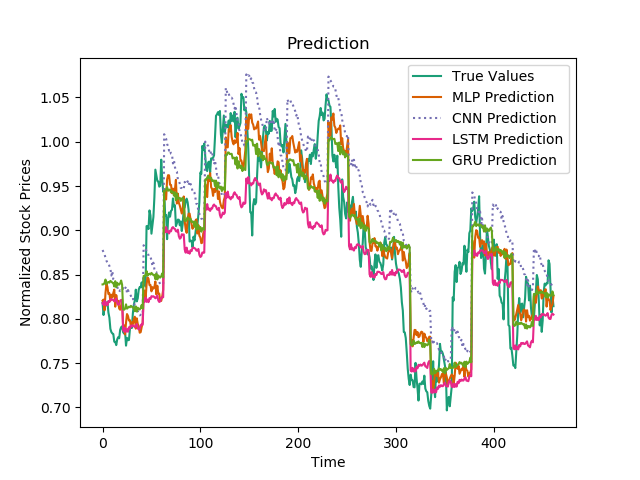 Prediction
True Values
MLP Prediction
CNN Prediction
LSTM Prediction
GRU Prediction
Normalized Stock Prices
1.05
1.00
0.95
0.90
0.85
0.80
0.75
0.70
0
100
200
300
400
Time